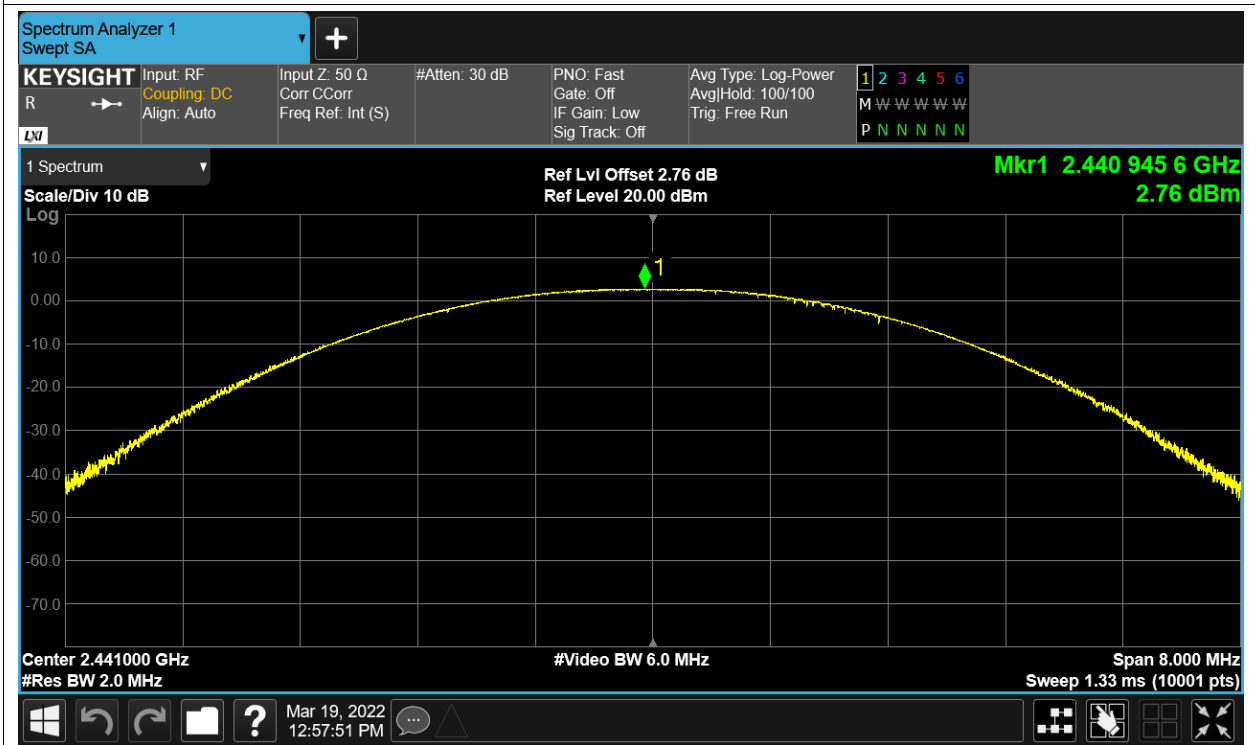 Spectrum Analyzer 1
Swept SA
KEYSIGHT Input: RF Input Z: 50 Ω #Atten: 30 dB PNO: Fast Avg Type: Log-Power 1 2 3 4 5 6
R Coupling: DC Corr CCorr Gate: Off Avg|Hold: 100/100 M W W W W W
Align: Auto Freq Ref: Int (S) IF Gain: Low Trig: Free Run
LXI Sig Track: Off P N N N N N
1 Spectrum Ref Lvl Offset 2.76 dB Mkr1 2.440 945 6 GHz
Scale/Div 10 dB Ref Level 20.00 dBm 2.76 dBm
Log
10.0
1
0.00
-10.0
-20.0
-30.0
-40.0
-50.0
-60.0
-70.0
Center 2.441000 GHz #Video BW 6.0 MHz Span 8.000 MHz
#Res BW 2.0 MHz Sweep 1.33 ms (10001 pts)
? Mar 19, 2022
12:57:51 PM